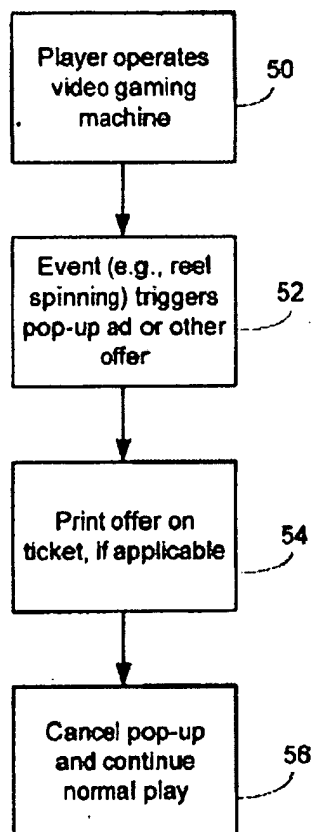 Player operates
video gaming
machine
50
Event (e.g., reel
spinning) triggers
pop-up ad or other
offer
52
Print offer on
ticket, if applicable
54
Cancel pop-up
and continue
normal play
56